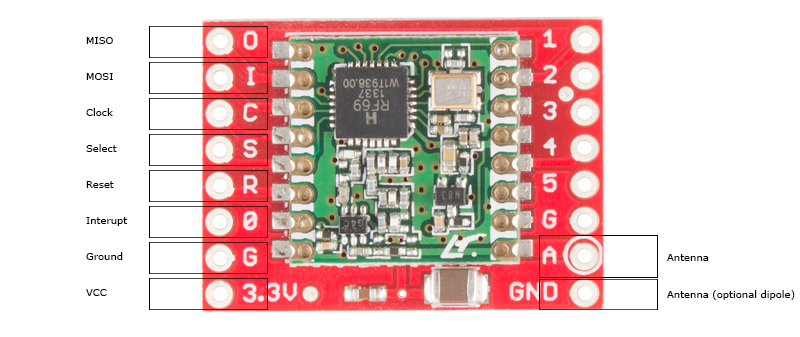 MISO O 1
MOSI I 2
Clock C 3
Select S 4
Reset R 5
Interupt 0 G
Ground G A Antenna
VCC 3.3V GND Antenna (optional dipole)
RF69
1337
W1T938.00